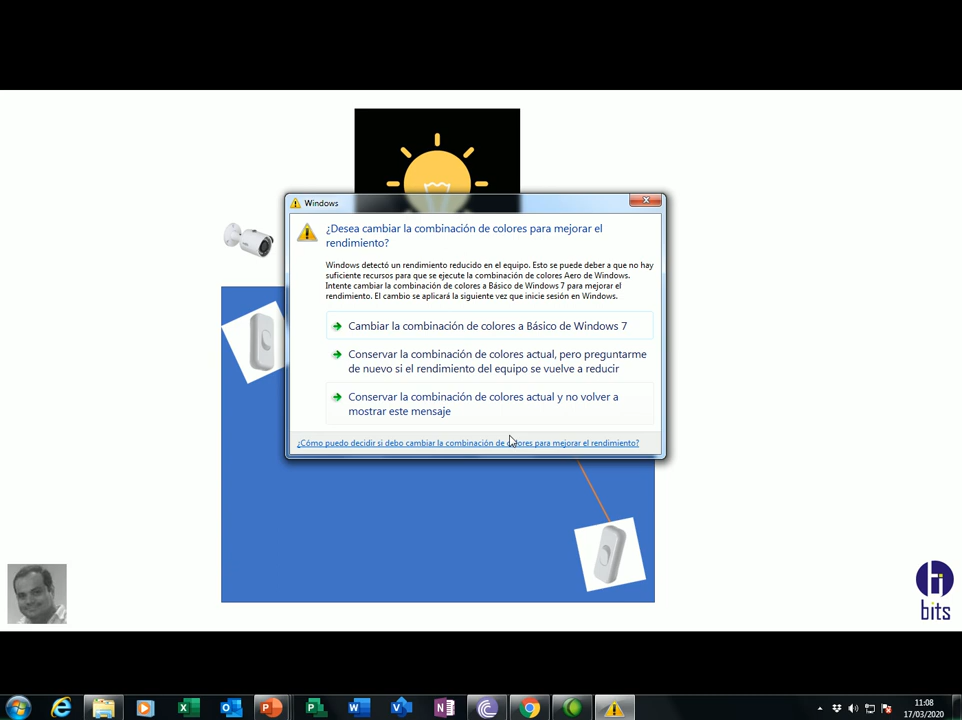 Windows
¿Desea cambiar la combinación de colores para mejorar el
rendimiento?
Windows detectó un rendimiento reducido en el equipo. Esto se puede deber a que no hay
suficiente recursos para que se ejecute la combinación de colores Aero de Windows.
Intente cambiar la combinación de colores a Básico de Windows 7 para mejorar el
rendimiento. El cambio se aplicará la siguiente vez que inicie sesión en Windows.
Cambiar la combinación de colores a Básico de Windows 7
Conservar la combinación de colores actual, pero preguntarme
de nuevo si el rendimiento del equipo se vuelve a reducir
Conservar la combinación de colores actual y no volver a
mostrar este mensaje
¿Cómo puedo decidir si debo cambiar la combinación de colores para mejorar el rendimiento?
bits
11:08
17/03/2020